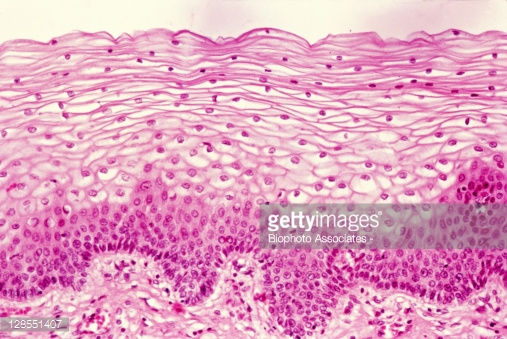 gettyimages
Biophoto Associates -
128551407